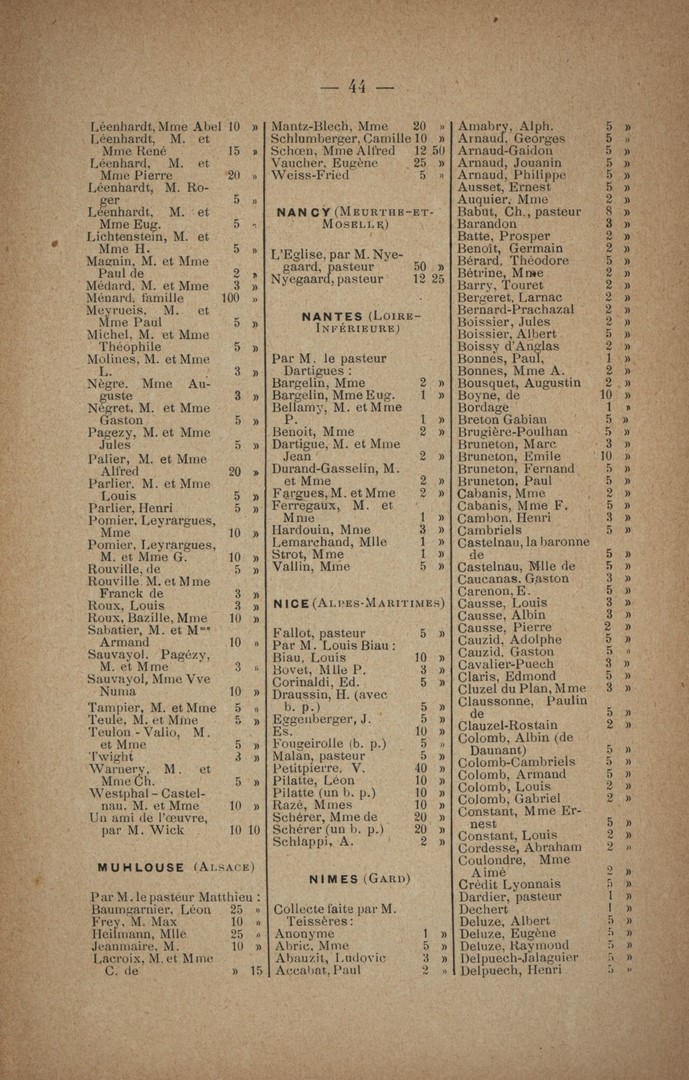 — 44 —
Léenhardt, Mme Abel 10 »
Léenhardt, M. et
Mme René 15 »
Léenhard, M. et
Mme Pierre 20 »
Léenhardt, M. Ro-
ger 5 »
Léenhardt, M. et
Mme Eug. 5 »
Lichtenstein, M. et
Mme H. 5 »
Magnin, M. et Mme
Paul de 2 »
Médard, M. et Mme 3 »
Ménard, famille 100 »
Meyrueis, M. et
Mme Paul 5 »
Michel, M. et Mme
Théophile 5 »
Molines, M. et Mme
L. 3 »
Nègre. Mme Au-
guste 3 »
Négret, M. et Mme
Gaston 5 »
Pagezy, M. et Mme
Jules 5 »
Palier, M. et Mme
Alfred 20 »
Parlier. M. et Mme
Louis 5 »
Parlier, Henri 5 »
Pomier, Leyrargues,
Mme 10 »
Pomier, Leyrargues,
M. et Mme G. 10 »
Rouville, de 5 »
Rouville M. et Mme
Franck de 3 »
Roux, Louis 3 »
Roux, Bazille, Mme 10 »
Sabatier, M. et Mme
Armand 10 »
Sauvayol. Pagézy,
M. et Mme 3 »
Sauvayol, Mme Vve
Numa 10 »
Tampier, M. et Mme 5 »
Teule, M. et Mme 5 »
Teulon - Valio, M.
et Mme 5 »
Twight 3 »
Warnery, M. et
Mme Ch. 5 »
Westphal - Castel-
nau. M. et Mme 10 »
Un ami de l'œuvre,
par M. Wick 10 10
MUHLOUSE (ALSACE)
Par M. le pasteur Matthieu :
Baumgarnier, Léon 25 »
Frey, M. Max 10 »
Heilmann, Mlle 25 »
Jeanmaire, M. 10 »
Lacroix, M. et Mme
C. de » 15
Mantz-Blech, Mme 20 »
Schlumberger, Camille 10 »
Schœn, Mme Alfred 12 50
Vaucher, Eugène 25 »
Weiss-Fried 5 »
NANCY (MEURTHE-ET-
MOSELLE)
L'Eglise, par M. Nye-
gaard, pasteur 50 »
Nyegaard, pasteur 12 25
NANTES (LOIRE-
INFÉRIEURE)
Par M. le pasteur
Dartigues :
Bargelin, Mme 2 »
Bargelin, Mme Eug. 1 »
Bellamy, M. et Mme
P. 1 »
Benoit, Mme 2 »
Dartigue, M. et Mme
Jean 2 »
Durand-Gasselin, M.
et Mme 2 »
Fargues, M. et Mme 2 »
Ferregaux, M. et
Mme 1 »
Hardouin, Mme 3 »
Lemarchand, Mlle 1 »
Strot, Mme 1 »
Vallin, Mme 5 »
NICE (ALPES-MARITIMES)
Fallot, pasteur 5 »
Par M. Louis Biau :
Biau, Louis 10 »
Bovet, Mlle P. 3 »
Corinaldi, Ed. 5 »
Draussin, H. (avec
b. p.) 5 »
Eggenberger, J. 5 »
Es. 10 »
Fougeirolle (b. p.) 5 »
Malan, pasteur 5 »
Petitpierre, V. 40 »
Pilatte, Léon 10 »
Pilatte (un b. p.) 10 »
Razé, Mmes 10 »
Schérer, Mme de 20 »
Schérer (un b. p.) 20 »
Schlappi, A. 2 »
NIMES (GARD)
Collecte faite par M.
Teissères :
Anonyme 1 »
Abric, Mme 5 »
Abauzit, Ludovic 3 »
Accabat, Paul 2 »
Amabry, Alph. 5 »
Arnaud, Georges 5 »
Arnaud-Gaidon 5 »
Arnaud, Jouanin 5 »
Arnaud, Philippe 5 »
Ausset, Ernest 5 »
Auquier, Mme 2 »
Babut, Ch., pasteur 8 »
Barandon 3 »
Batte, Prosper 2 »
Benoît, Germain 2 »
Bérard, Théodore 5 »
Bétrine, Mme 2 »
Barry, Touret 2 »
Bergeret, Larnac 2 »
Bernard-Prachazal 2 »
Boissier, Jules 2 »
Boissier, Albert 5 »
Boissy d'Anglas 2 »
Bonnes, Paul, 1 »
Bonnes, Mme A. 2 »
Bousquet, Augustin 2 »
Boyne, de 10 »
Bordage 1 »
Breton Gabian 5 »
Brugière-Poulhan 5 »
Bruneton, Marc 3 »
Bruneton, Emile 10 »
Bruneton, Fernand 5 »
Bruneton, Paul 5 »
Cabanis, Mme 2 »
Cabanis, Mme F. 5 »
Cambon, Henri 3 »
Cambriels 5 »
Castelnau, la baronne
de 5 »
Castelnau, Mlle de 5 »
Caucanas, Gaston 3 »
Carenon, E. 5 »
Causse, Louis 3 »
Causse, Albin 3 »
Causse, Pierre 2 »
Cauzid, Adolphe 5 »
Cauzid, Gaston 5 »
Cavalier-Puech 3 »
Claris, Edmond 5 »
Cluzel du Plan, Mme 3 »
Claussonne, Paulin
de 5 »
Clauzel-Rostain 2 »
Colomb, Albin (de
Daunant) 5 »
Colomb-Cambriels 5 »
Colomb, Armand 5 »
Colomb, Louis 2 »
Colomb, Gabriel 2 »
Constant, Mme Er-
nest 5 »
Constant, Louis 2 »
Cordesse, Abraham 2 »
Coulondre, Mme
Aimé 2 »
Crédit Lyonnais 5 »
Dardier, pasteur 1 »
Dechert 1 »
Deluze, Albert 5 »
Deluze, Eugène 5 »
Deluze, Raymond 5 »
Delpuech-Jalaguier 5 »
Delpuech, Henri 5 »